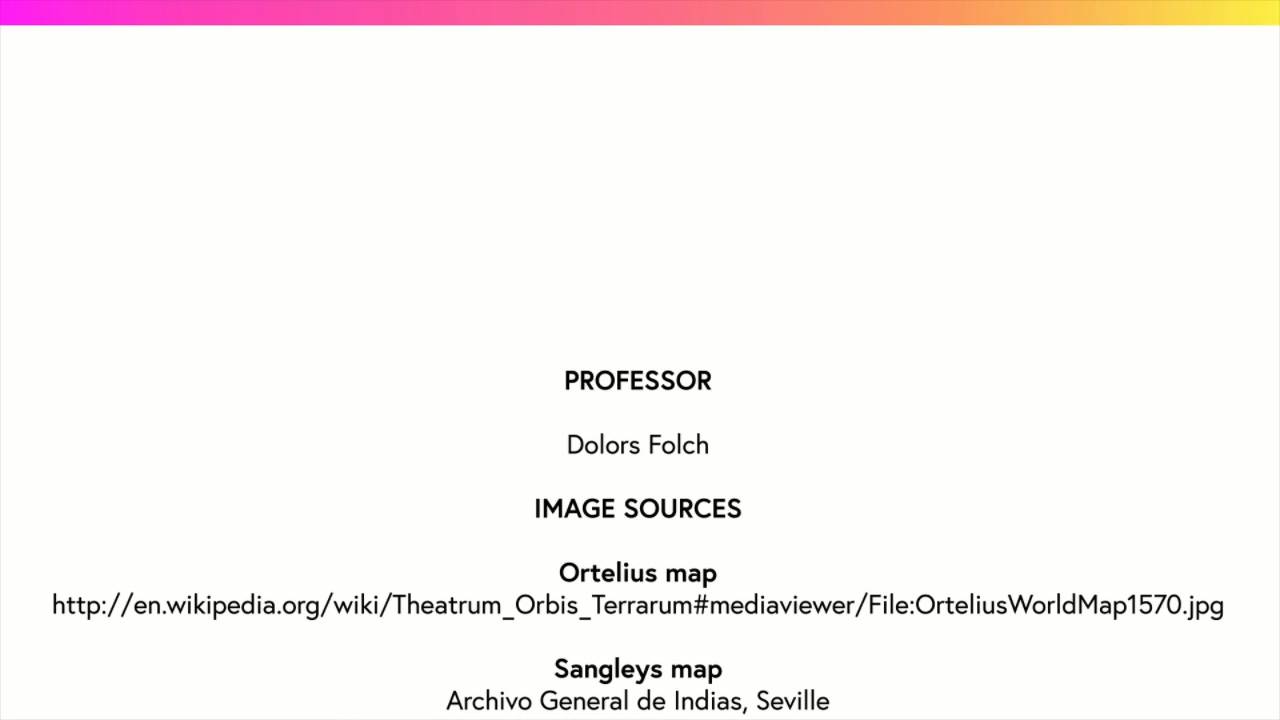 PROFESSOR
Dolors Folch
IMAGE SOURCES
Ortelius map
http://en.wikipedia.org/wiki/Theatrum_Orbis_Terrarum#mediaviewer/File:OrteliusWorldMap1570.jpg
Sangleys map
Archivo General de Indias, Seville